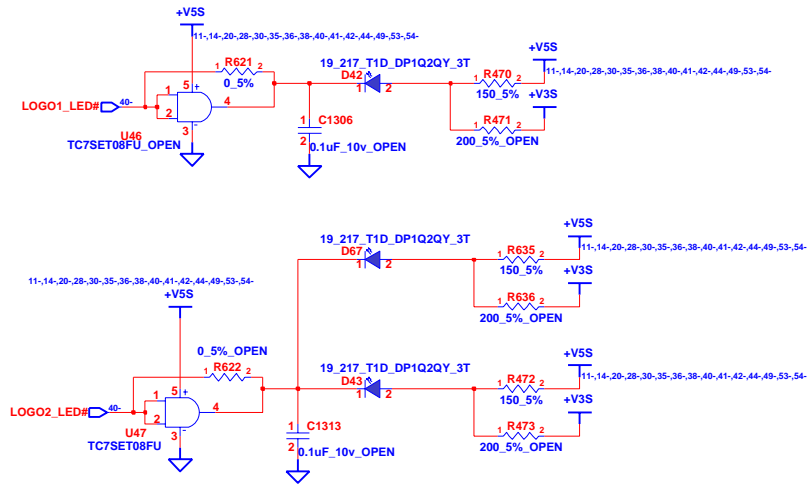 +V5S
11-,14-,20-,28-,30-,35-,36-,38-,40-,41-,42-,44-,49-,53-,54-
R621
1 2
0_5%
19_217_T1D_DP1Q2QY_3T
D42
1 2
+V5S
11-,14-,20-,28-,30-,35-,36-,38-,40-,41-,42-,44-,49-,53-,54-
R470
1 2
150_5%
+V3S
R471
1 2
200_5%_OPEN
LOGO1_LED#
40-
5 +
1
2
4
3 -
U46
TC7SET08FU_OPEN
1
2
C1306
0.1uF_10v_OPEN
+V5S
11-,14-,20-,28-,30-,35-,36-,38-,40-,41-,42-,44-,49-,53-,54-
19_217_T1D_DP1Q2QY_3T
D67
1 2
R635
1 2
150_5%
+V3S
R636
1 2
200_5%_OPEN
11-,14-,20-,28-,30-,35-,36-,38-,40-,41-,42-,44-,49-,53-,54-
+V5S
0_5%_OPEN
R622
1 2
19_217_T1D_DP1Q2QY_3T
D43
1 2
+V5S
11-,14-,20-,28-,30-,35-,36-,38-,40-,41-,42-,44-,49-,53-,54-
R472
1 2
150_5%
+V3S
R473
1 2
200_5%_OPEN
LOGO2_LED#
40-
5 +
1
2
4
3 -
U47
TC7SET08FU
1
2
C1313
0.1uF_10v_OPEN